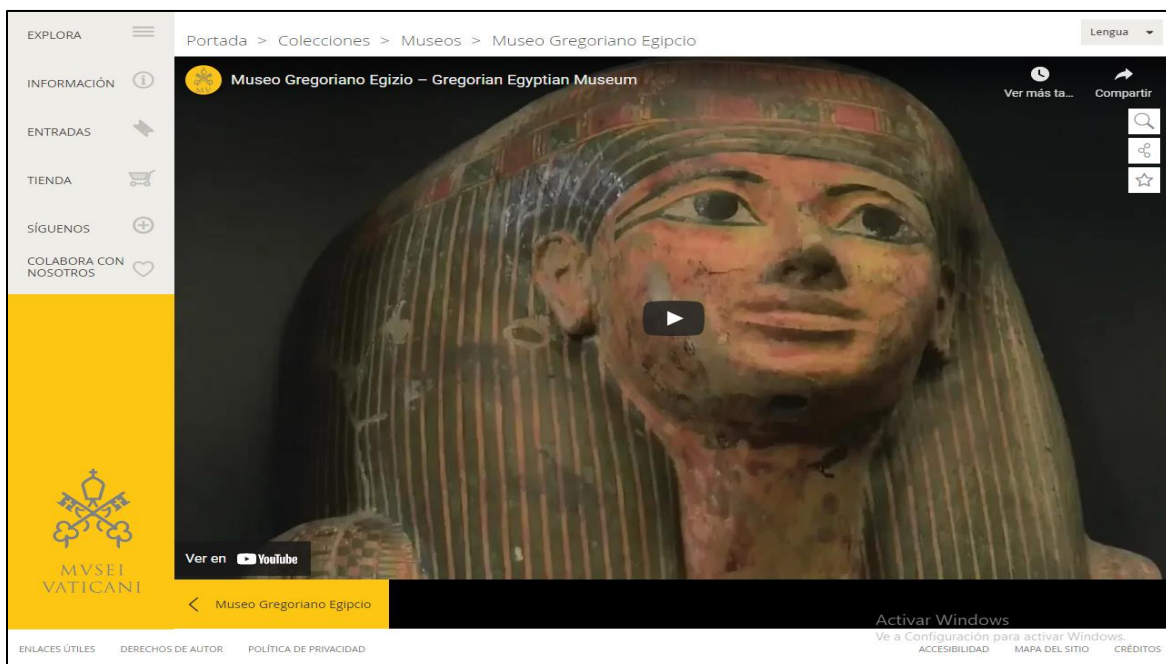 EXPLORA
INFORMACIÓN
ENTRADAS
TIENDA
SÍGUENOS
COLABORA CON
NOSOTROS
MVSEI
VATICANI
Portada > Colecciones > Museos > Museo Gregoriano Egipcio
Lengua
MV
Museo Gregoriano Egizio – Gregorian Egyptian Museum
Ver más ta...
Compartir
Ver en YouTube
Museo Gregoriano Egipcio
Activar Windows
Ve a Configuración para activar Windows.
ENLACES ÚTILES DERECHOS DE AUTOR POLÍTICA DE PRIVACIDAD ACCESIBILIDAD MAPA DEL SITIO CRÉDITOS